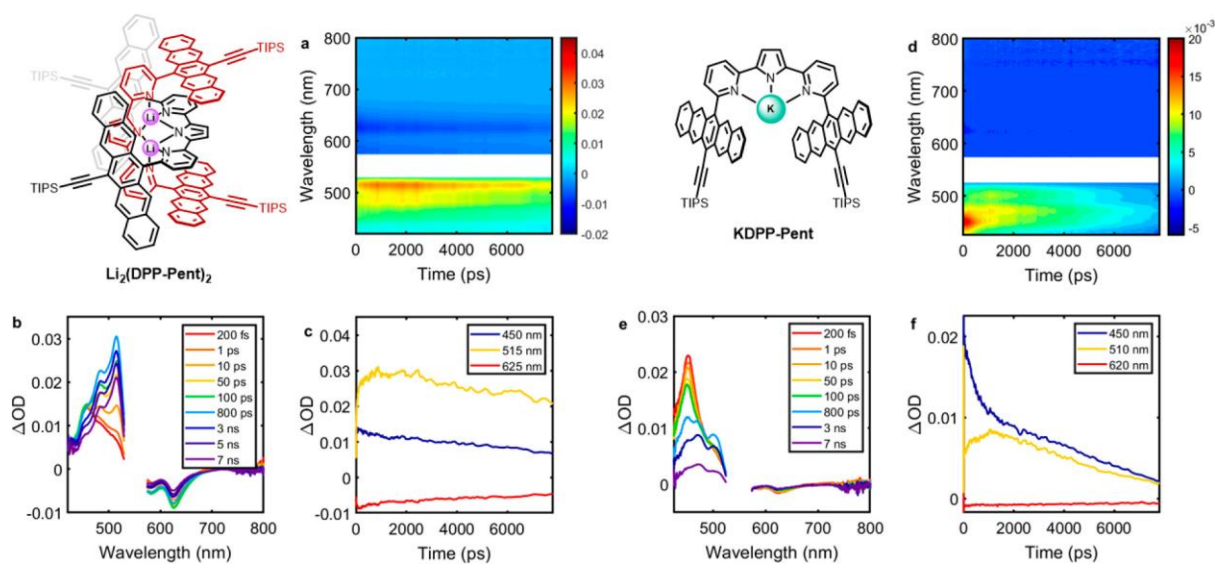 TIPS
TIPS
TIPS
TIPS
N
Li
N
N
Li
N
Li₂(DPP-Pent)₂
a
Wavelength (nm)
800
700
600
500
0 2000 4000 6000
Time (ps)
0.04
0.03
0.02
0.01
0
-0.01
-0.02
N
N
N
K
TIPS
TIPS
KDPP-Pent
d
Wavelength (nm)
800
700
600
500
0 2000 4000 6000
Time (ps)
×10⁻³
20
15
10
5
0
-5
b
ΔOD
0.03
0.02
0.01
0
-0.01
500 600 700 800
Wavelength (nm)
200 fs
1 ps
10 ps
50 ps
100 ps
800 ps
3 ns
5 ns
7 ns
c
ΔOD
0.04
0.03
0.02
0.01
0
-0.01
0 2000 4000 6000
Time (ps)
450 nm
515 nm
625 nm
e
ΔOD
0.03
0.02
0.01
0
500 600 700 800
Wavelength (nm)
200 fs
1 ps
10 ps
50 ps
100 ps
800 ps
3 ns
7 ns
f
ΔOD
0.02
0.01
0
0 2000 4000 6000
Time (ps)
450 nm
510 nm
620 nm